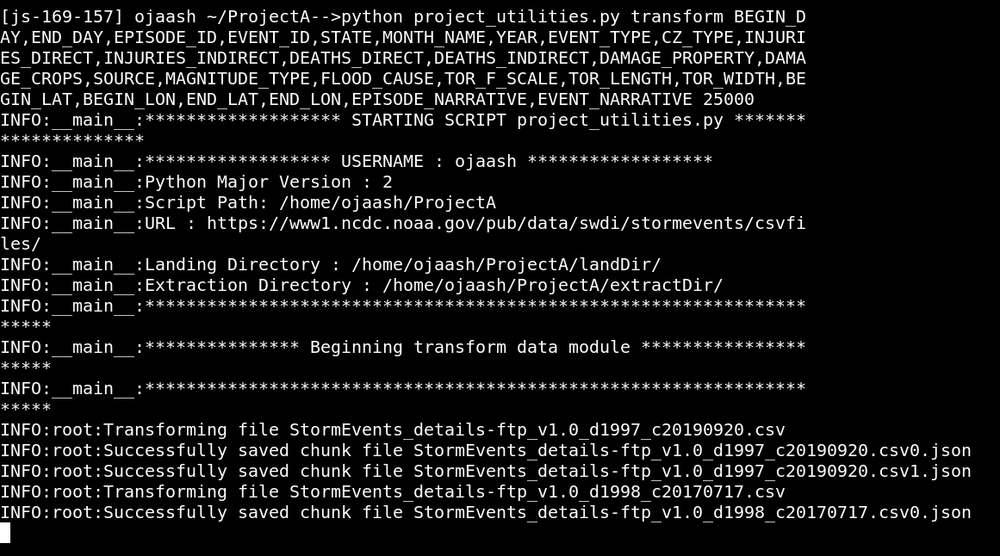 [js-169-157] ojaash ~/ProjectA-->python project_utilities.py transform BEGIN_D
AY,END_DAY,EPISODE_ID,EVENT_ID,STATE,MONTH_NAME,YEAR,EVENT_TYPE,CZ_TYPE,INJURI
ES_DIRECT,INJURIES_INDIRECT,DEATHS_DIRECT,DEATHS_INDIRECT,DAMAGE_PROPERTY,DAMA
GE_CROPS,SOURCE,MAGNITUDE_TYPE,FLOOD_CAUSE,TOR_F_SCALE,TOR_LENGTH,TOR_WIDTH,BE
GIN_LAT,BEGIN_LON,END_LAT,END_LON,EPISODE_NARRATIVE,EVENT_NARRATIVE 25000
INFO:__main__:******************* STARTING SCRIPT project_utilities.py *******
**************
INFO:__main__:****************** USERNAME : ojaash ******************
INFO:__main__:Python Major Version : 2
INFO:__main__:Script Path: /home/ojaash/ProjectA
INFO:__main__:URL : https://www1.ncdc.noaa.gov/pub/data/swdi/stormevents/csvfi
les/
INFO:__main__:Landing Directory : /home/ojaash/ProjectA/landDir/
INFO:__main__:Extraction Directory : /home/ojaash/ProjectA/extractDir/
INFO:__main__:****************************************************************
*****
INFO:__main__:*************** Beginning transform data module ****************
*****
INFO:__main__:****************************************************************
*****
INFO:root:Transforming file StormEvents_details-ftp_v1.0_d1997_c20190920.csv
INFO:root:Successfully saved chunk file StormEvents_details-ftp_v1.0_d1997_c20190920.csv0.json
INFO:root:Successfully saved chunk file StormEvents_details-ftp_v1.0_d1997_c20190920.csv1.json
INFO:root:Transforming file StormEvents_details-ftp_v1.0_d1998_c20170717.csv
INFO:root:Successfully saved chunk file StormEvents_details-ftp_v1.0_d1998_c20170717.csv0.json